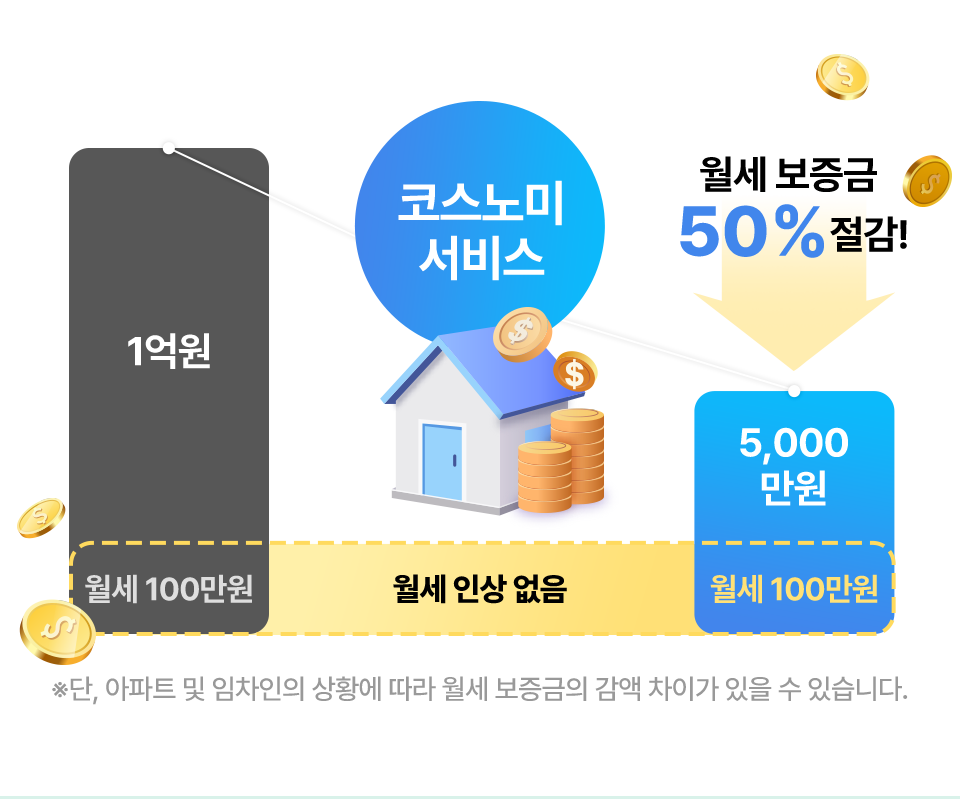 코스노미
서비스
월세 보증금
50% 절감!
1억원
5,000
만원
월세 100만원
월세 인상 없음
월세 100만원
※단, 아파트 및 임차인의 상황에 따라 월세 보증금의 감액 차이가 있을 수 있습니다.